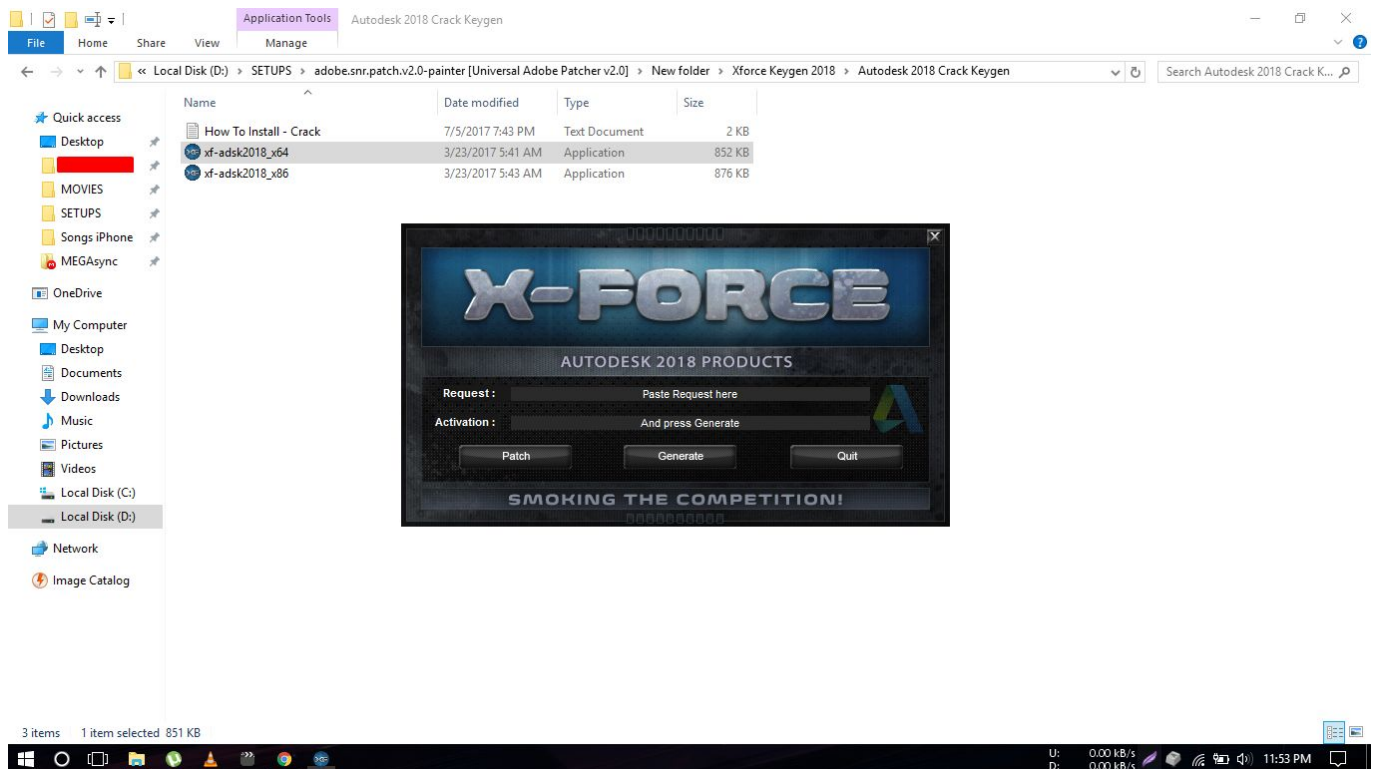 Application Tools
Autodesk 2018 Crack Keygen
File
Home
Share
View
Manage
« Local Disk (D:) > SETUPS > adobe.snr.patch.v2.0-painter [Universal Adobe Patcher v2.0] > New folder > Xforce Keygen 2018 > Autodesk 2018 Crack Keygen
Search Autodesk 2018 Crack K...
Quick access
Desktop
MOVIES
SETUPS
Songs iPhone
MEGAsync
OneDrive
My Computer
Desktop
Documents
Downloads
Music
Pictures
Videos
Local Disk (C:)
Local Disk (D:)
Network
Image Catalog
Name Date modified Type Size
How To Install - Crack 7/5/2017 7:43 PM Text Document 2 KB
xf-adsk2018_x64 3/23/2017 5:41 AM Application 852 KB
xf-adsk2018_x86 3/23/2017 5:43 AM Application 876 KB
X-FORCE
AUTODESK 2018 PRODUCTS
Request : Paste Request here
Activation : And press Generate
Patch Generate Quit
SMOKING THE COMPETITION!
3 items 1 item selected 851 KB
U: 0.00 kB/s
D: 0.00 kB/s
11:53 PM